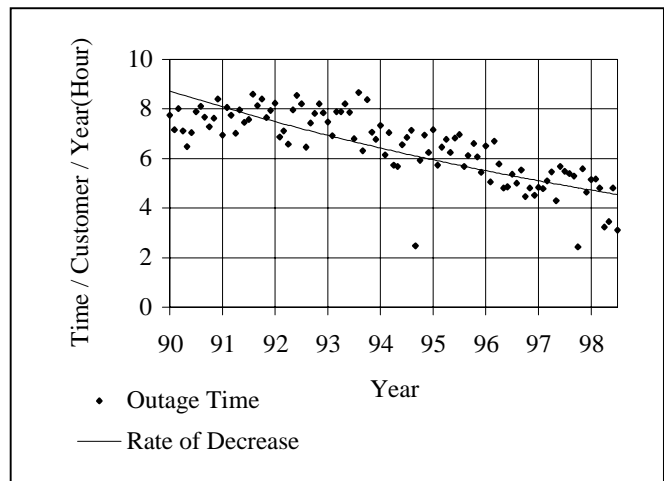 Time / Customer / Year(Hour)
10
8
6
4
2
0
90 91 92 93 94 95 96 97 98
Year
Outage Time
Rate of Decrease